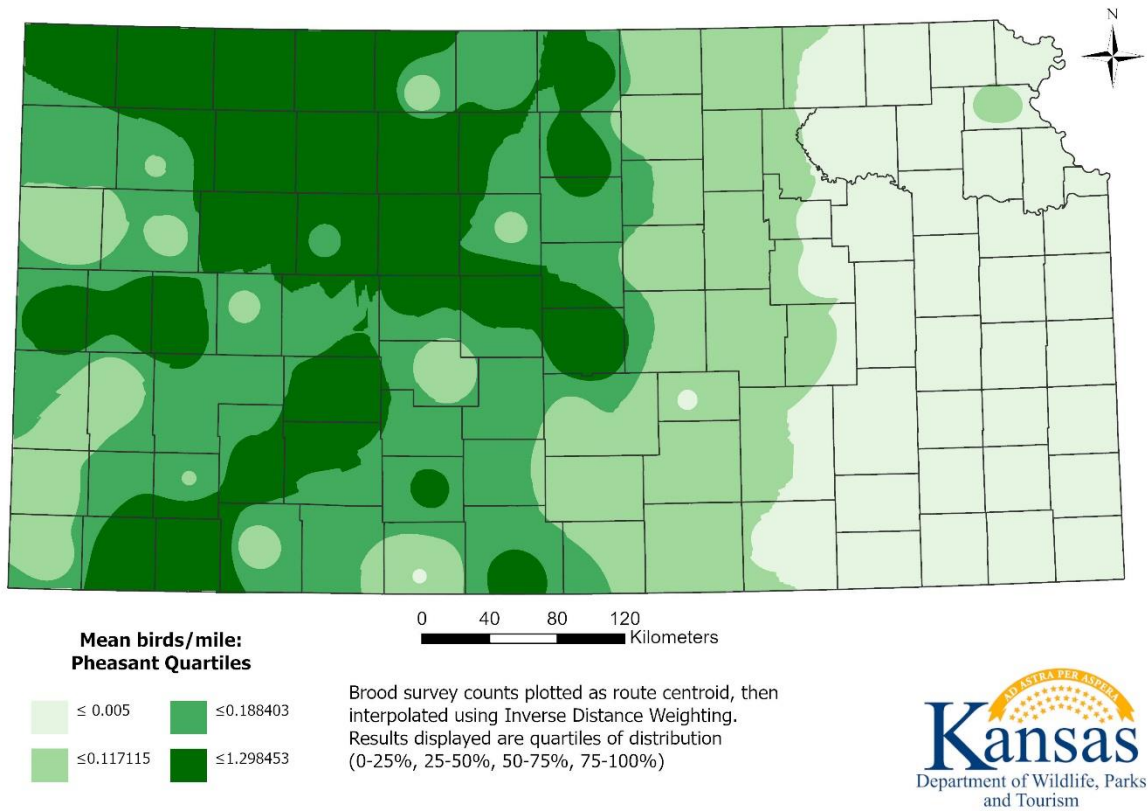 N
0 40 80 120
Kilometers
Mean birds/mile:
Pheasant Quartiles
≤ 0.005
≤0.188403
≤0.117115
≤1.298453
Brood survey counts plotted as route centroid, then
interpolated using Inverse Distance Weighting.
Results displayed are quartiles of distribution
(0-25%, 25-50%, 50-75%, 75-100%)
AD ASTRA PER ASPERA
Kansas
Department of Wildlife, Parks
and Tourism